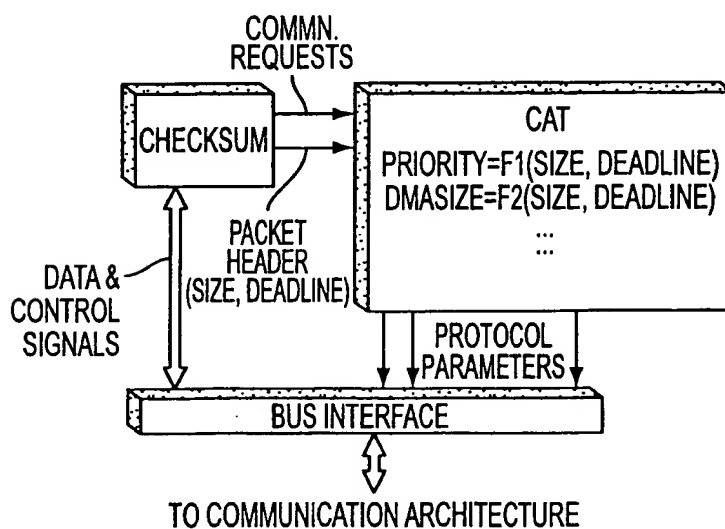 COMMN.
REQUESTS
CHECKSUM
CAT
PRIORITY=F1(SIZE, DEADLINE)
DMASIZE=F2(SIZE, DEADLINE)
...
PACKET
HEADER
(SIZE, DEADLINE)
DATA &
CONTROL
SIGNALS
PROTOCOL
PARAMETERS
BUS INTERFACE
TO COMMUNICATION ARCHITECTURE